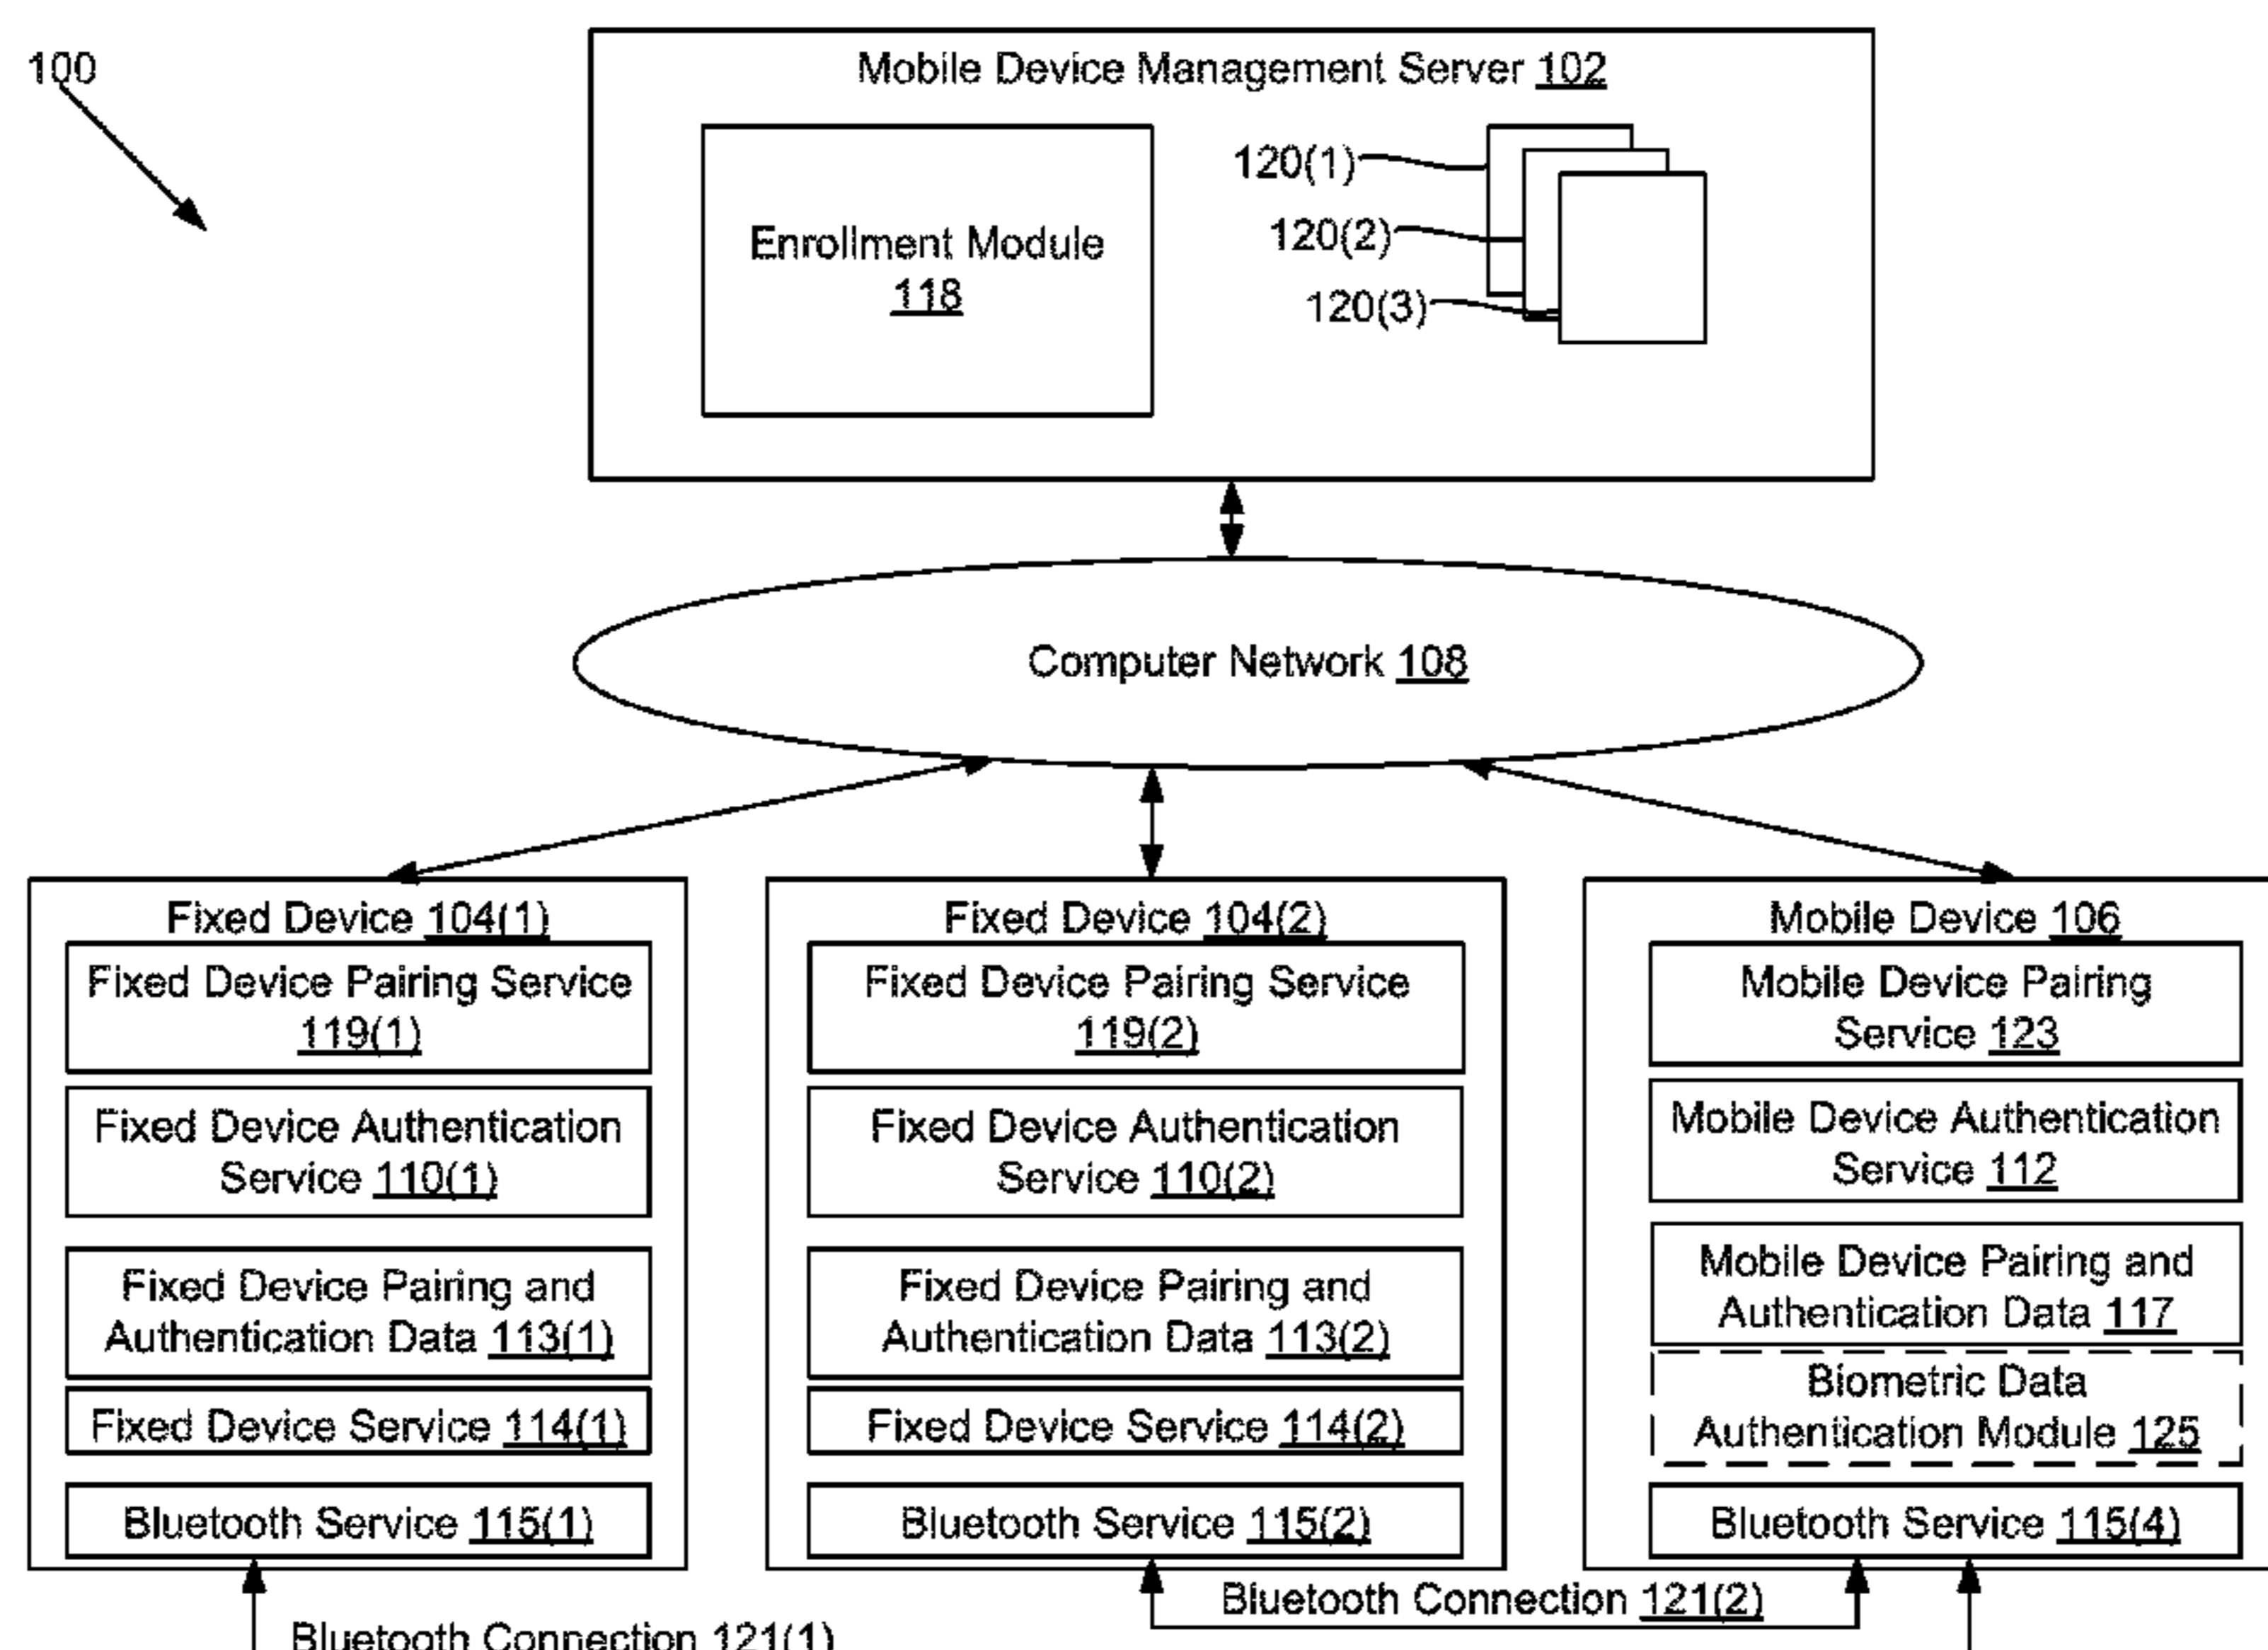 100
Mobile Device Management Server 102
Enrollment Module
118
120(1)
120(2)
120(3)
Computer Network 108
Fixed Device 104(1)
Fixed Device Pairing Service
119(1)
Fixed Device Authentication
Service 110(1)
Fixed Device Pairing and
Authentication Data 113(1)
Fixed Device Service 114(1)
Bluetooth Service 115(1)
Fixed Device 104(2)
Fixed Device Pairing Service
119(2)
Fixed Device Authentication
Service 110(2)
Fixed Device Pairing and
Authentication Data 113(2)
Fixed Device Service 114(2)
Bluetooth Service 115(2)
Mobile Device 106
Mobile Device Pairing
Service 123
Mobile Device Authentication
Service 112
Mobile Device Pairing and
Authentication Data 117
Biometric Data
Authentication Module 125
Bluetooth Service 115(4)
Bluetooth Connection 121(2)
Bluetooth Connection 121(1)